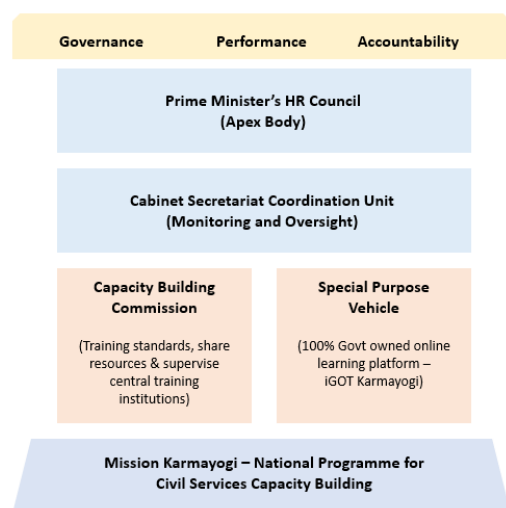 Governance Performance Accountability
Prime Minister's HR Council
(Apex Body)
Cabinet Secretariat Coordination Unit
(Monitoring and Oversight)
Capacity Building
Commission
(Training standards, share
resources & supervise
central training
institutions)
Special Purpose
Vehicle
(100% Govt owned online
learning platform –
iGOT Karmayogi)
Mission Karmayogi – National Programme for
Civil Services Capacity Building